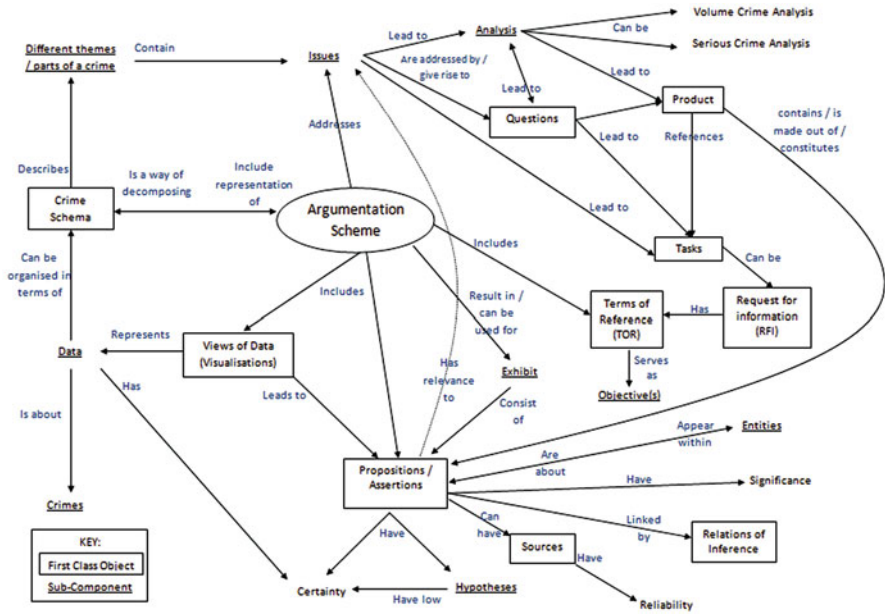 Volume Crime Analysis
Analysis
Can be
Lead to
Different themes
/ parts of a crime
Contain
Issues
Serious Crime Analysis
Are addressed by /
give rise to
Lead to
Lead to
Product
contains / is
made out of /
constitutes
Questions
Addresses
References
Lead to
Describes
Is a way of
decomposing
Include
representation
of
Crime
Schema
Argumentation
Scheme
Lead to
Includes
Tasks
Can be
Can be
organised in
terms of
Includes
Result in /
can be
used for
Terms of
Reference
(TOR)
Has
Request for
information
(RFI)
Represents
Views of Data
(Visualisations)
Data
Has
relevance
to
Exhibit
Serves
as
Has
Leads to
Objective(s)
Is about
Consist
of
Appear
within
Entities
Are
about
Propositions /
Assertions
Have
Significance
Crimes
Can
have
Linked
by
Relations of
Inference
KEY:
First Class Object
Sub-Component
Have
Sources
Have
Certainty
Have low
Hypotheses
Reliability